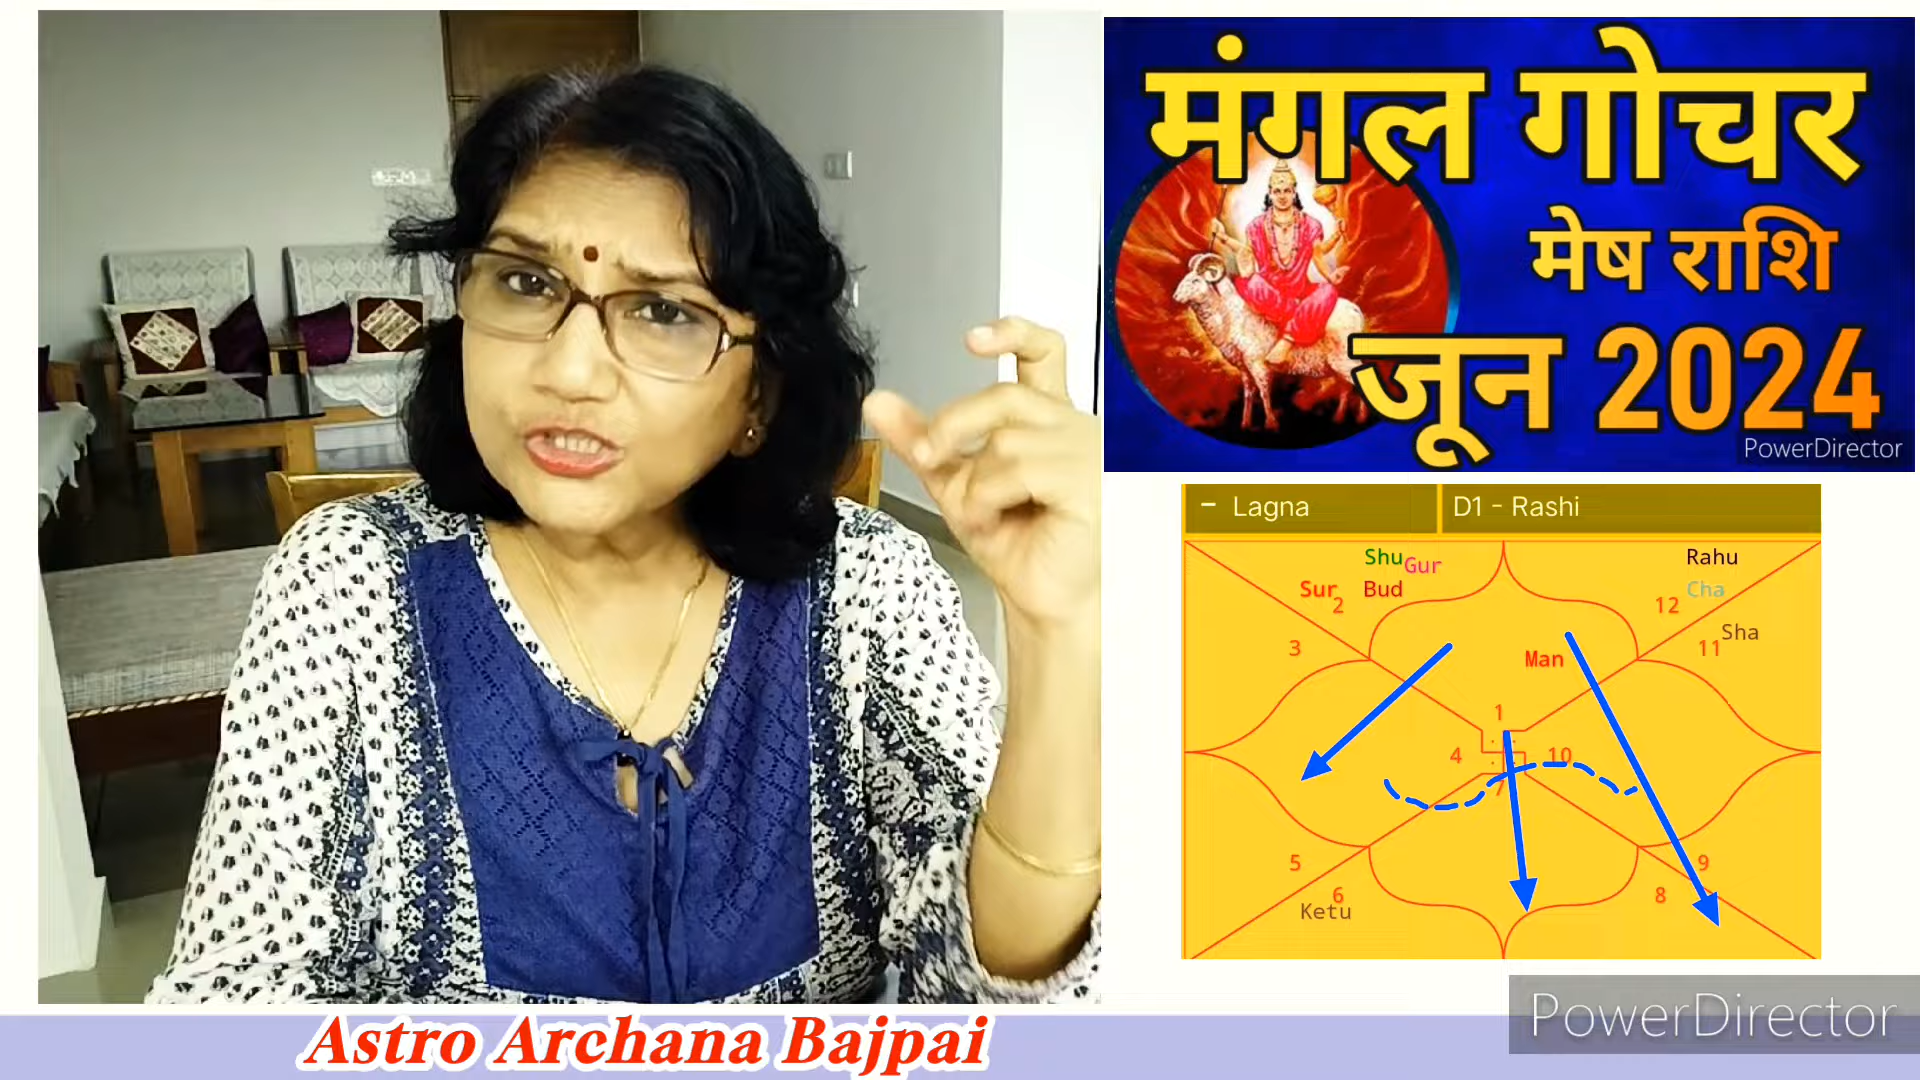 मंगल गोचर
मेष राशि
जून 2024
PowerDirector
− Lagna
D1 - Rashi
Shu Gur
Sur Bud
2
3
Rahu
12 Cha
11 Sha
Man
1
4
10
7
5
6
Ketu
9
8
PowerDirector
Astro Archana Bajpai